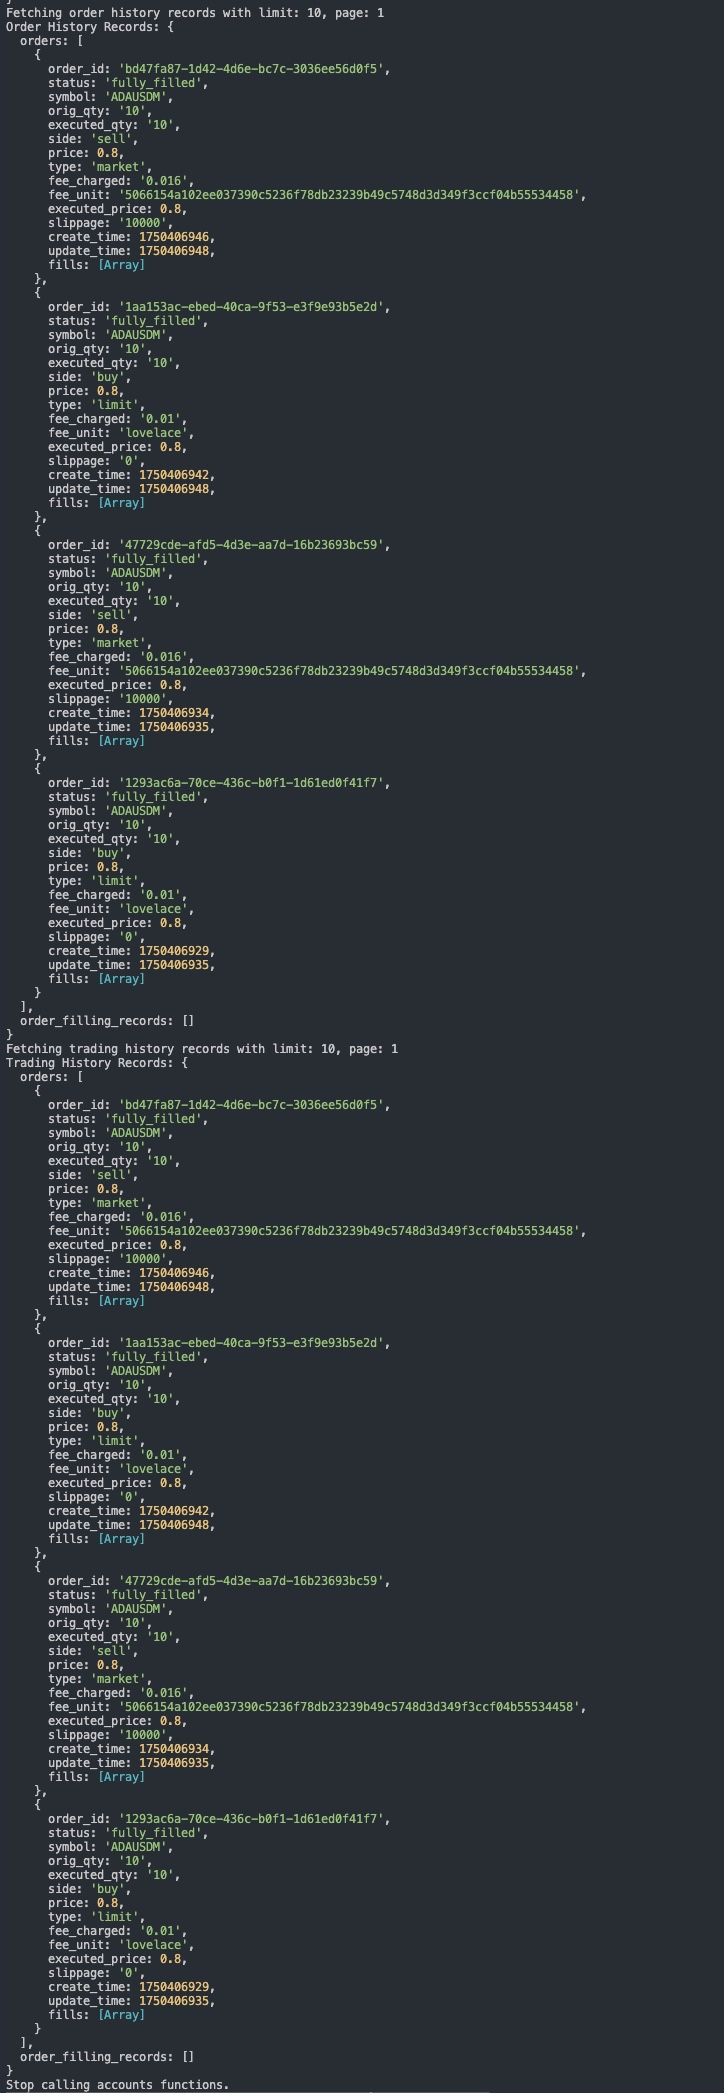 }
Fetching order history records with limit: 10, page: 1
Order History Records: {
  orders: [
    {
      order_id: 'bd47fa87-1d42-4d6e-bc7c-3036ee56d0f5',
      status: 'fully_filled',
      symbol: 'ADAUSDM',
      orig_qty: '10',
      executed_qty: '10',
      side: 'sell',
      price: 0.8,
      type: 'market',
      fee_charged: '0.016',
      fee_unit: '5066154a102ee037390c5236f78db23239b49c5748d3d349f3ccf04b55534458',
      executed_price: 0.8,
      slippage: '10000',
      create_time: 1750406946,
      update_time: 1750406948,
      fills: [Array]
    },
    {
      order_id: '1aa153ac-ebed-40ca-9f53-e3f9e93b5e2d',
      status: 'fully_filled',
      symbol: 'ADAUSDM',
      orig_qty: '10',
      executed_qty: '10',
      side: 'buy',
      price: 0.8,
      type: 'limit',
      fee_charged: '0.01',
      fee_unit: 'lovelace',
      executed_price: 0.8,
      slippage: '0',
      create_time: 1750406942,
      update_time: 1750406948,
      fills: [Array]
    },
    {
      order_id: '47729cde-afd5-4d3e-aa7d-16b23693bc59',
      status: 'fully_filled',
      symbol: 'ADAUSDM',
      orig_qty: '10',
      executed_qty: '10',
      side: 'sell',
      price: 0.8,
      type: 'market',
      fee_charged: '0.016',
      fee_unit: '5066154a102ee037390c5236f78db23239b49c5748d3d349f3ccf04b55534458',
      executed_price: 0.8,
      slippage: '10000',
      create_time: 1750406934,
      update_time: 1750406935,
      fills: [Array]
    },
    {
      order_id: '1293ac6a-70ce-436c-b0f1-1d61ed0f41f7',
      status: 'fully_filled',
      symbol: 'ADAUSDM',
      orig_qty: '10',
      executed_qty: '10',
      side: 'buy',
      price: 0.8,
      type: 'limit',
      fee_charged: '0.01',
      fee_unit: 'lovelace',
      executed_price: 0.8,
      slippage: '0',
      create_time: 1750406929,
      update_time: 1750406935,
      fills: [Array]
    }
  ],
  order_filling_records: []
}
Fetching trading history records with limit: 10, page: 1
Trading History Records: {
  orders: [
    {
      order_id: 'bd47fa87-1d42-4d6e-bc7c-3036ee56d0f5',
      status: 'fully_filled',
      symbol: 'ADAUSDM',
      orig_qty: '10',
      executed_qty: '10',
      side: 'sell',
      price: 0.8,
      type: 'market',
      fee_charged: '0.016',
      fee_unit: '5066154a102ee037390c5236f78db23239b49c5748d3d349f3ccf04b55534458',
      executed_price: 0.8,
      slippage: '10000',
      create_time: 1750406946,
      update_time: 1750406948,
      fills: [Array]
    },
    {
      order_id: '1aa153ac-ebed-40ca-9f53-e3f9e93b5e2d',
      status: 'fully_filled',
      symbol: 'ADAUSDM',
      orig_qty: '10',
      executed_qty: '10',
      side: 'buy',
      price: 0.8,
      type: 'limit',
      fee_charged: '0.01',
      fee_unit: 'lovelace',
      executed_price: 0.8,
      slippage: '0',
      create_time: 1750406942,
      update_time: 1750406948,
      fills: [Array]
    },
    {
      order_id: '47729cde-afd5-4d3e-aa7d-16b23693bc59',
      status: 'fully_filled',
      symbol: 'ADAUSDM',
      orig_qty: '10',
      executed_qty: '10',
      side: 'sell',
      price: 0.8,
      type: 'market',
      fee_charged: '0.016',
      fee_unit: '5066154a102ee037390c5236f78db23239b49c5748d3d349f3ccf04b55534458',
      executed_price: 0.8,
      slippage: '10000',
      create_time: 1750406934,
      update_time: 1750406935,
      fills: [Array]
    },
    {
      order_id: '1293ac6a-70ce-436c-b0f1-1d61ed0f41f7',
      status: 'fully_filled',
      symbol: 'ADAUSDM',
      orig_qty: '10',
      executed_qty: '10',
      side: 'buy',
      price: 0.8,
      type: 'limit',
      fee_charged: '0.01',
      fee_unit: 'lovelace',
      executed_price: 0.8,
      slippage: '0',
      create_time: 1750406929,
      update_time: 1750406935,
      fills: [Array]
    }
  ],
  order_filling_records: []
}
Stop calling accounts functions.